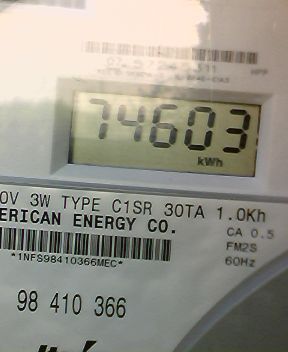 74603
kWh
0V 3W TYPE C1SR 30TA 1.0Kh
ERICAN ENERGY CO.
CA 0.5
FM2S
*1NFS98410366MEC*
60Hz
98 410 366